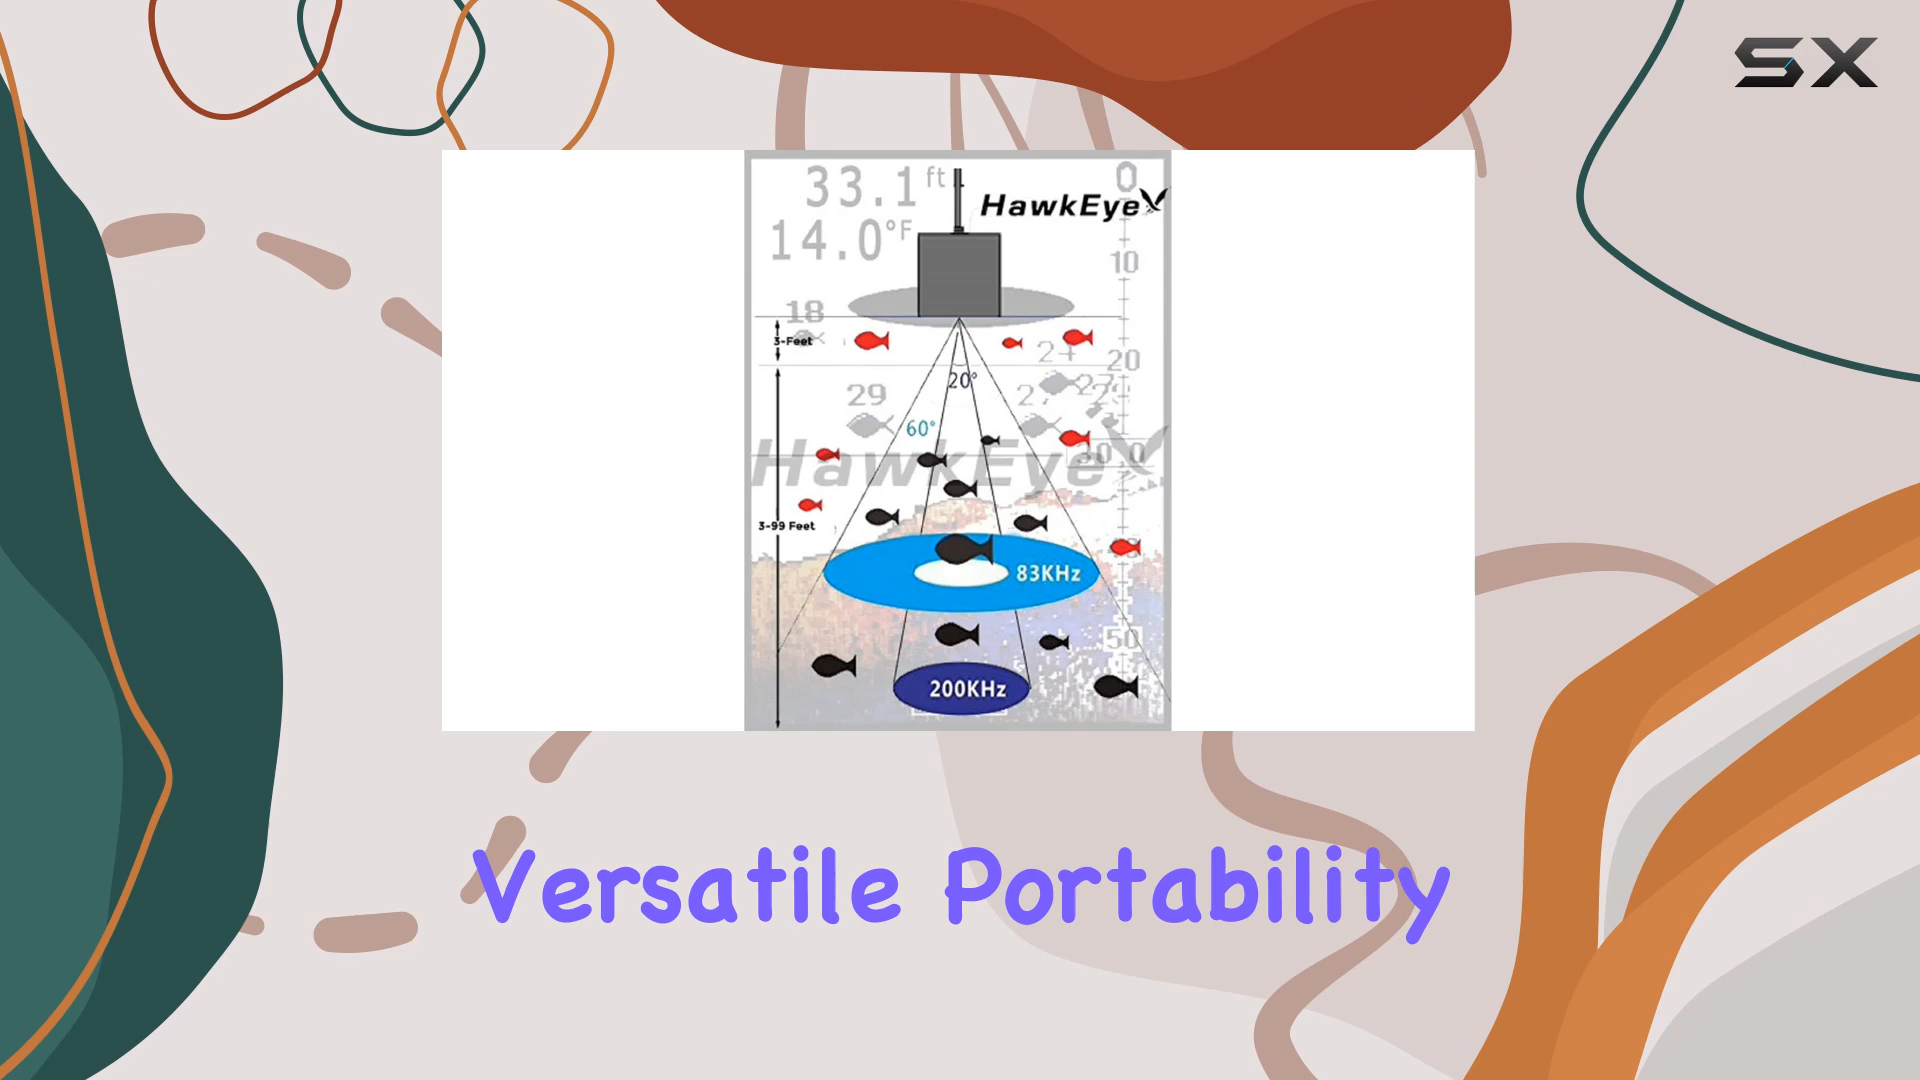 SX
33.1 ft
HawkEye
0
14.0°F
10
18
3-Feet
20
20°
29
60°
HawkEye
3-99 Feet
83KHz
50
200KHz
Versatile Portability